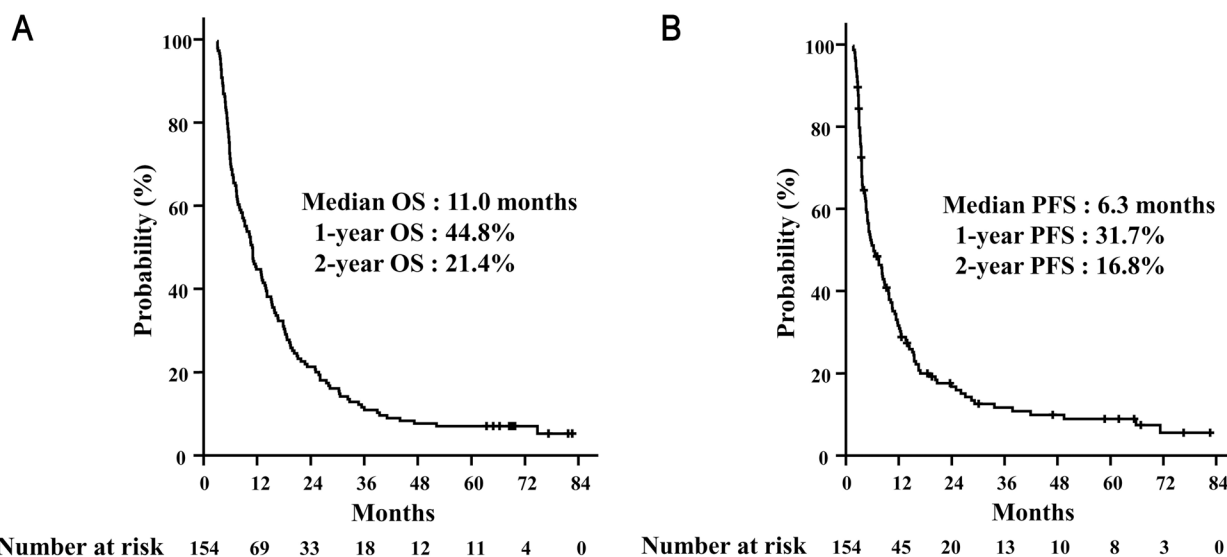 A
100
80
60
40
20
0
Probability (%)
Median OS : 11.0 months
1-year OS : 44.8%
2-year OS : 21.4%
0 12 24 36 48 60 72 84
Months
Number at risk 154 69 33 18 12 11 4 0
B
100
80
60
40
20
0
Probability (%)
Median PFS : 6.3 months
1-year PFS : 31.7%
2-year PFS : 16.8%
0 12 24 36 48 60 72 84
Months
Number at risk 154 45 20 13 10 8 3 0